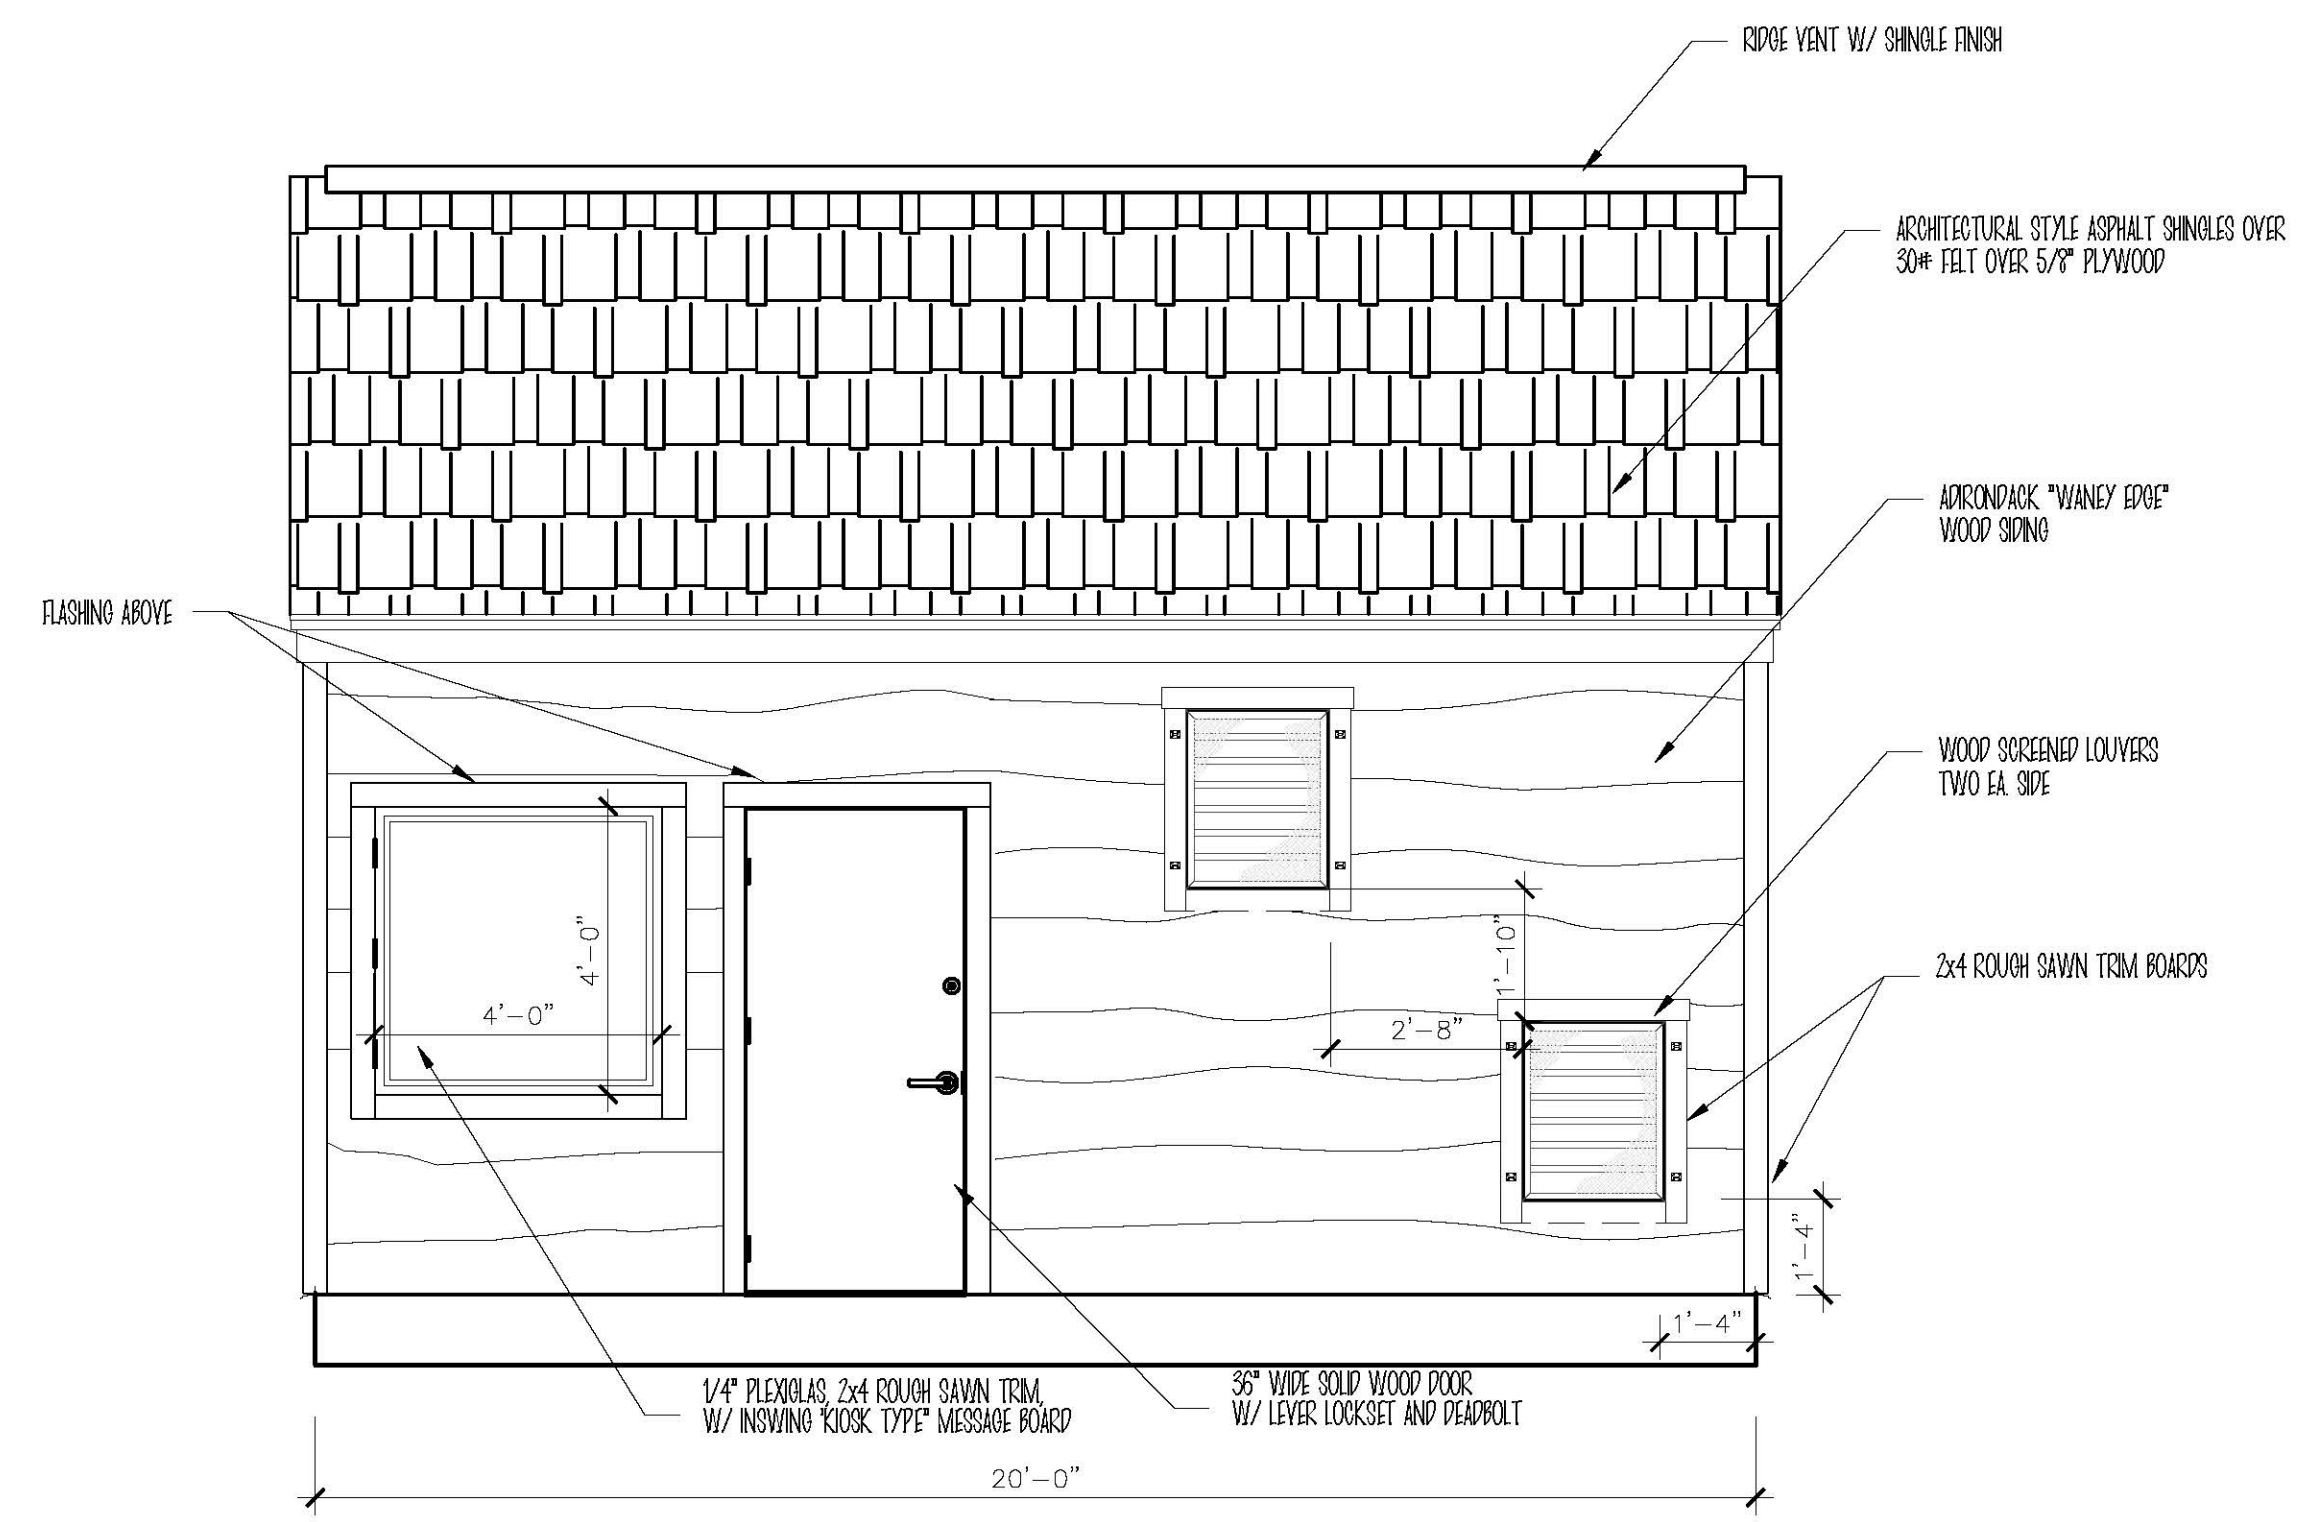 RIDGE VENT W/ SHINGLE FINISH
ARCHITECTURAL STYLE ASPHALT SHINGLES OVER
30# FELT OVER 5/8" PLYWOOD
ADIRONDACK "WANEY EDGE"
WOOD SIDING
FLASHING ABOVE
WOOD SCREENED LOUVERS
TWO EA. SIDE
4'-0"
4'-0"
1'-10"
2'-8"
2x4 ROUGH SAWN TRIM BOARDS
1'-4"
1'-4"
1/4" PLEXIGLAS, 2x4 ROUGH SAWN TRIM,
W/ INSWING "KIOSK TYPE" MESSAGE BOARD
36" WIDE SOLID WOOD DOOR
W/ LEVER LOCKSET AND DEADBOLT
20'-0"